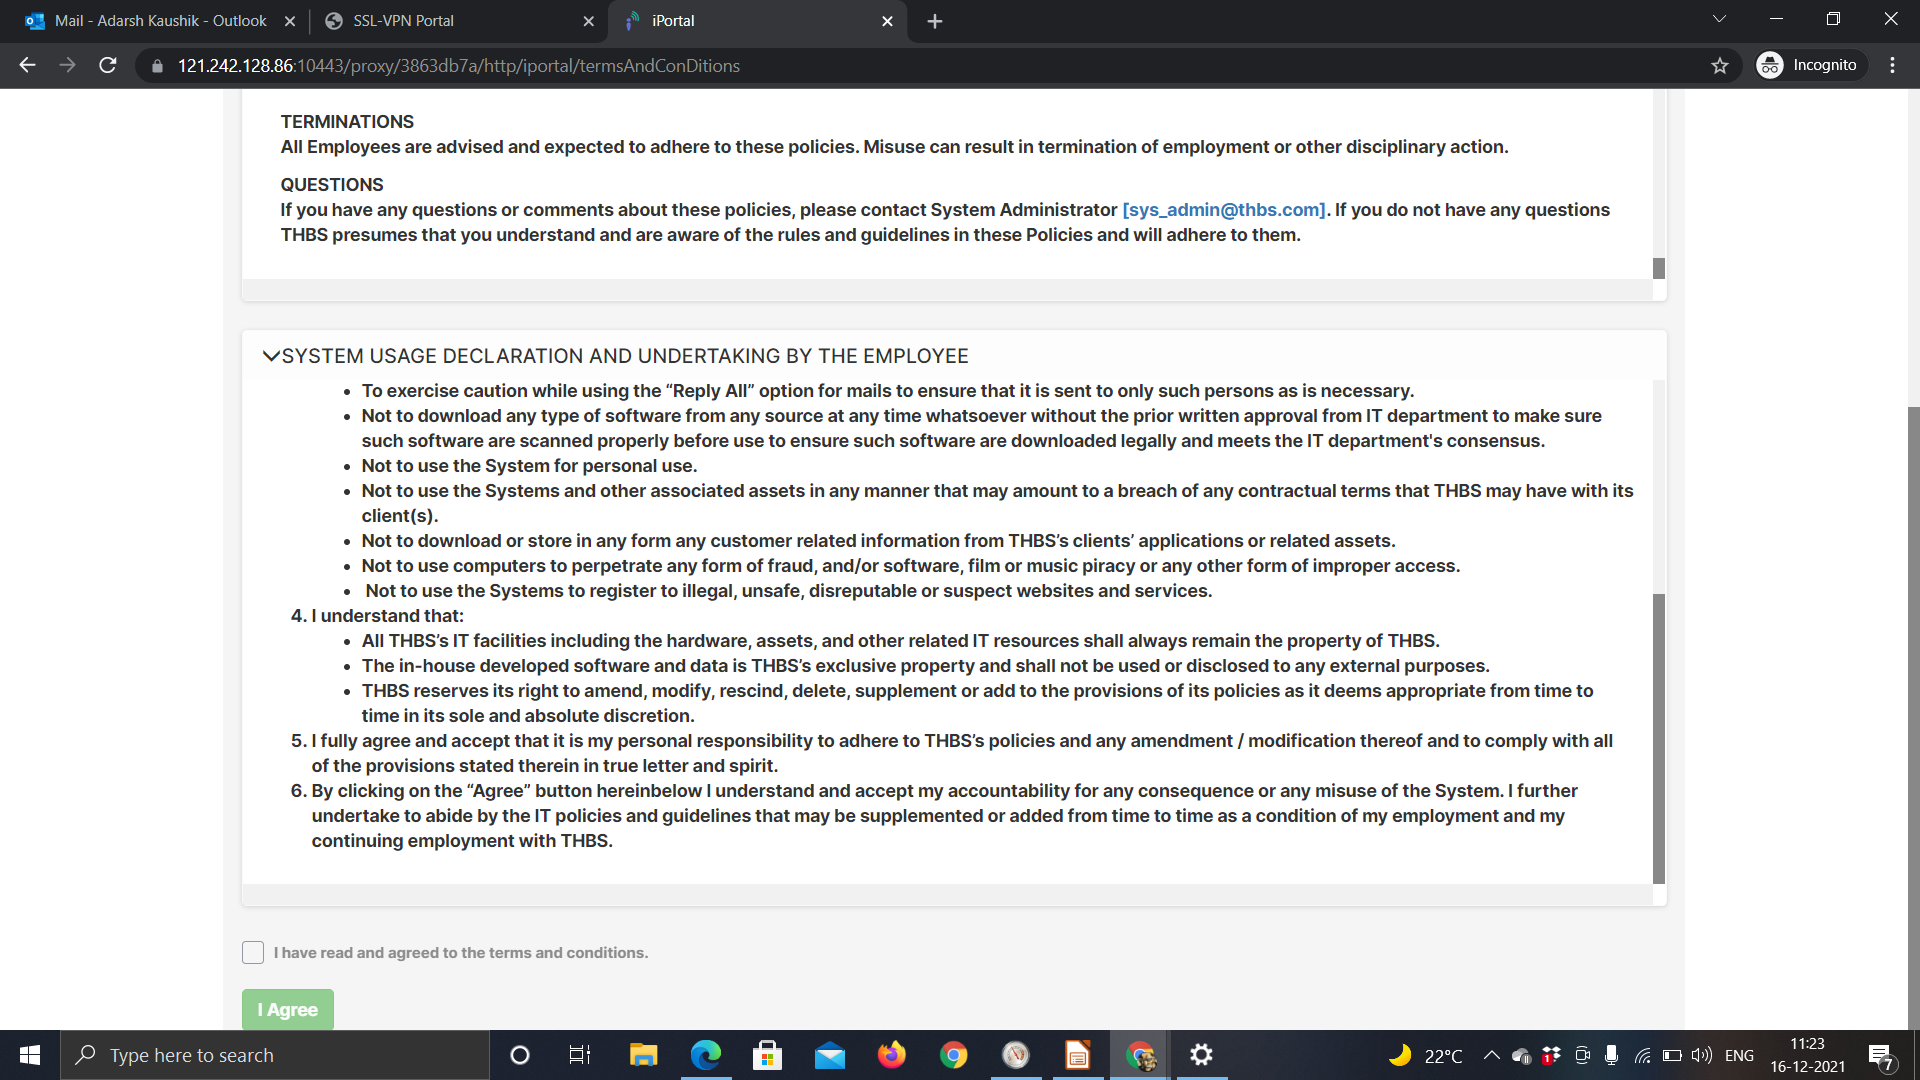 Mail - Adarsh Kaushik - Outlook
SSL-VPN Portal
iPortal
121.242.128.86:10443/proxy/3863db7a/http/iportal/termsAndConDitions
Incognito
TERMINATIONS
All Employees are advised and expected to adhere to these policies. Misuse can result in termination of employment or other disciplinary action.
QUESTIONS
If you have any questions or comments about these policies, please contact System Administrator [sys_admin@thbs.com]. If you do not have any questions
THBS presumes that you understand and are aware of the rules and guidelines in these Policies and will adhere to them.
SYSTEM USAGE DECLARATION AND UNDERTAKING BY THE EMPLOYEE
• To exercise caution while using the “Reply All” option for mails to ensure that it is sent to only such persons as is necessary.
• Not to download any type of software from any source at any time whatsoever without the prior written approval from IT department to make sure
such software are scanned properly before use to ensure such software are downloaded legally and meets the IT department's consensus.
• Not to use the System for personal use.
• Not to use the Systems and other associated assets in any manner that may amount to a breach of any contractual terms that THBS may have with its
client(s).
• Not to download or store in any form any customer related information from THBS’s clients’ applications or related assets.
• Not to use computers to perpetrate any form of fraud, and/or software, film or music piracy or any other form of improper access.
• Not to use the Systems to register to illegal, unsafe, disreputable or suspect websites and services.
4. I understand that:
• All THBS’s IT facilities including the hardware, assets, and other related IT resources shall always remain the property of THBS.
• The in-house developed software and data is THBS’s exclusive property and shall not be used or disclosed to any external purposes.
• THBS reserves its right to amend, modify, rescind, delete, supplement or add to the provisions of its policies as it deems appropriate from time to
time in its sole and absolute discretion.
5. I fully agree and accept that it is my personal responsibility to adhere to THBS’s policies and any amendment / modification thereof and to comply with all
of the provisions stated therein in true letter and spirit.
6. By clicking on the “Agree” button hereinbelow I understand and accept my accountability for any consequence or any misuse of the System. I further
undertake to abide by the IT policies and guidelines that may be supplemented or added from time to time as a condition of my employment and my
continuing employment with THBS.
I have read and agreed to the terms and conditions.
I Agree
Type here to search
1
22°C
ENG
11:23
16-12-2021
7